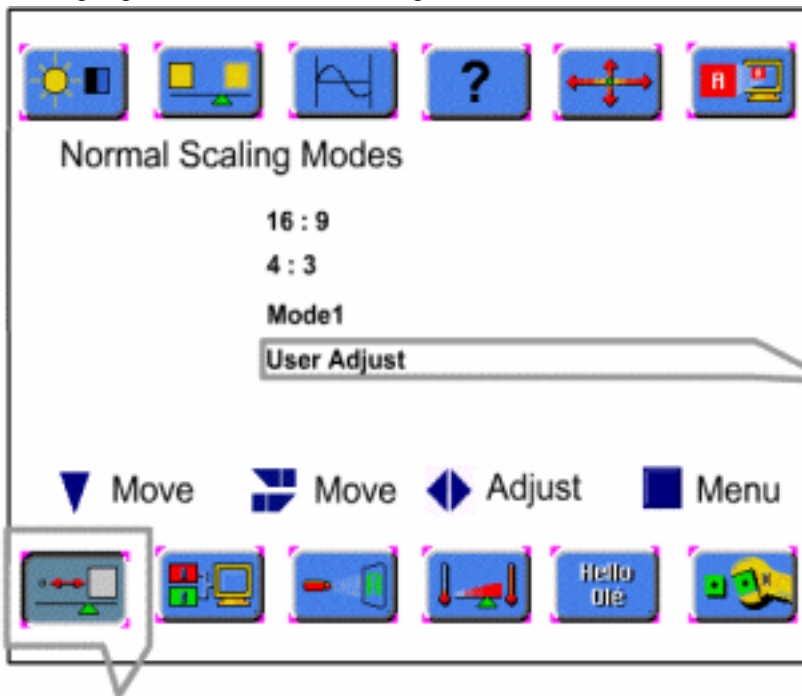 ?
A
Normal Scaling Modes
16 : 9
4 : 3
Mode1
User Adjust
Move Move Adjust Menu
Hello
Olé